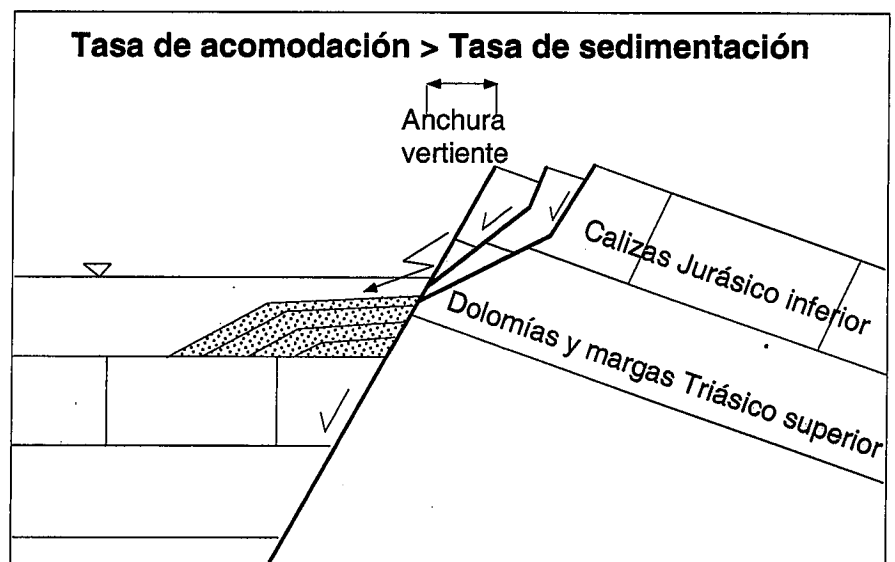 Tasa de acomodación > Tasa de sedimentación
Anchura
vertiente
Calizas Jurásico inferior
Dolomías y margas Triásico superior